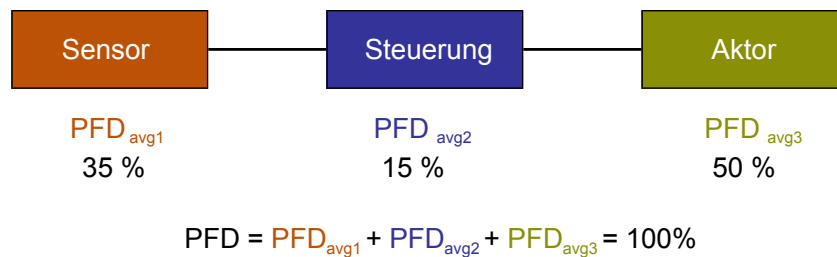 Sensor Steuerung Aktor
PFD avg1 PFD avg2 PFD avg3
35 % 15 % 50 %
PFD = PFDavg1 + PFDavg2 + PFDavg3 = 100%